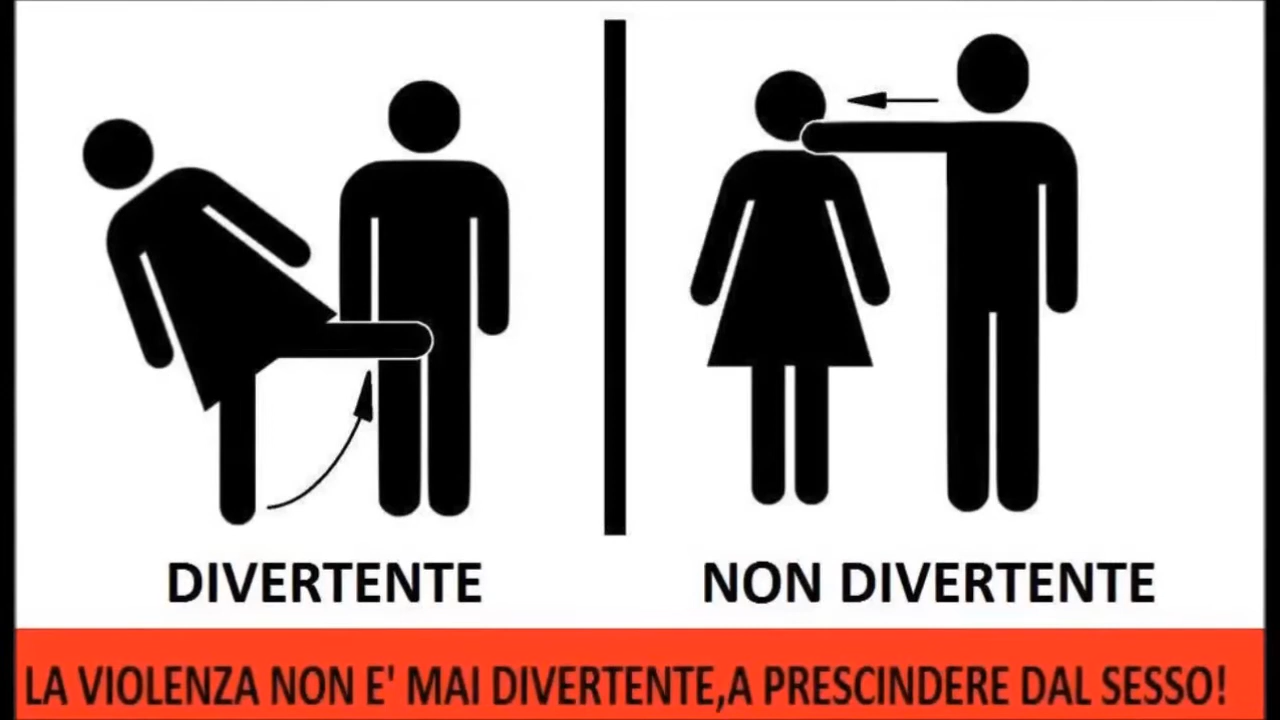 DIVERTENTE
NON DIVERTENTE
LA VIOLENZA NON E' MAI DIVERTENTE,A PRESCINDERE DAL SESSO!